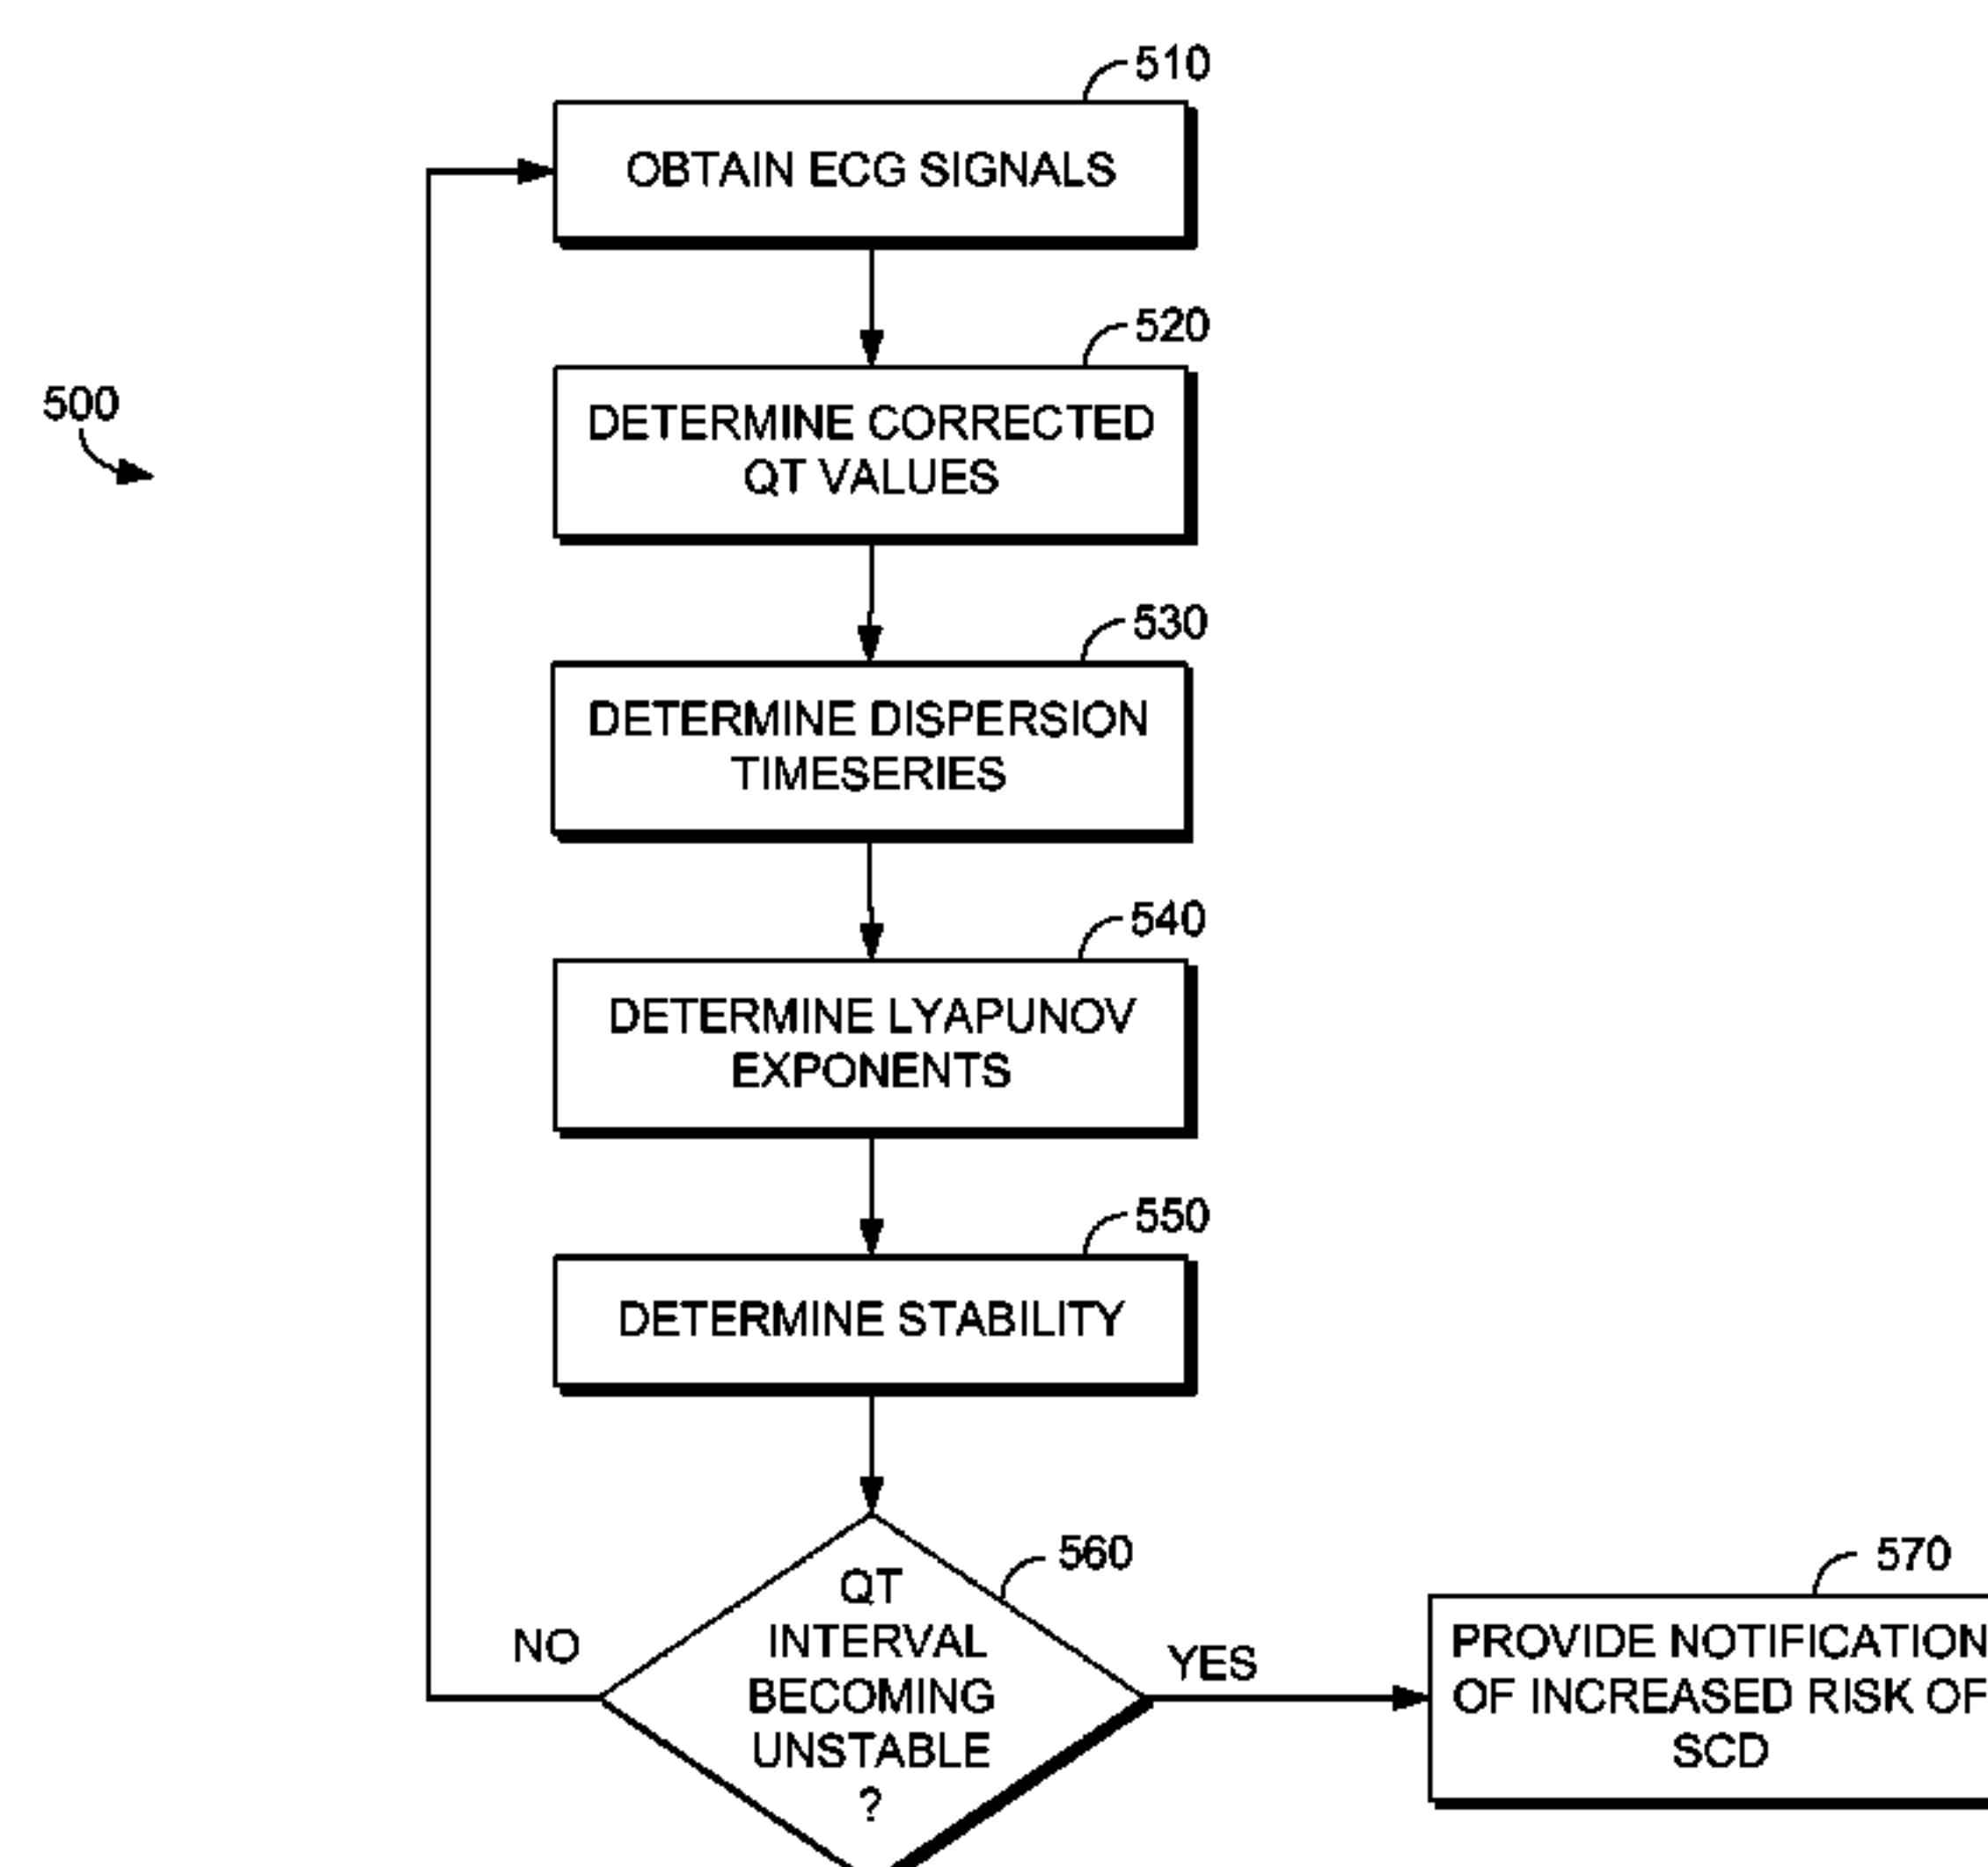 510
OBTAIN ECG SIGNALS
520
500
DETERMINE CORRECTED
QT VALUES
530
DETERMINE DISPERSION
TIMESERIES
540
DETERMINE LYAPUNOV
EXPONENTS
550
DETERMINE STABILITY
560
570
QT
INTERVAL
BECOMING
UNSTABLE
?
NO
YES
PROVIDE NOTIFICATION
OF INCREASED RISK OF
SCD